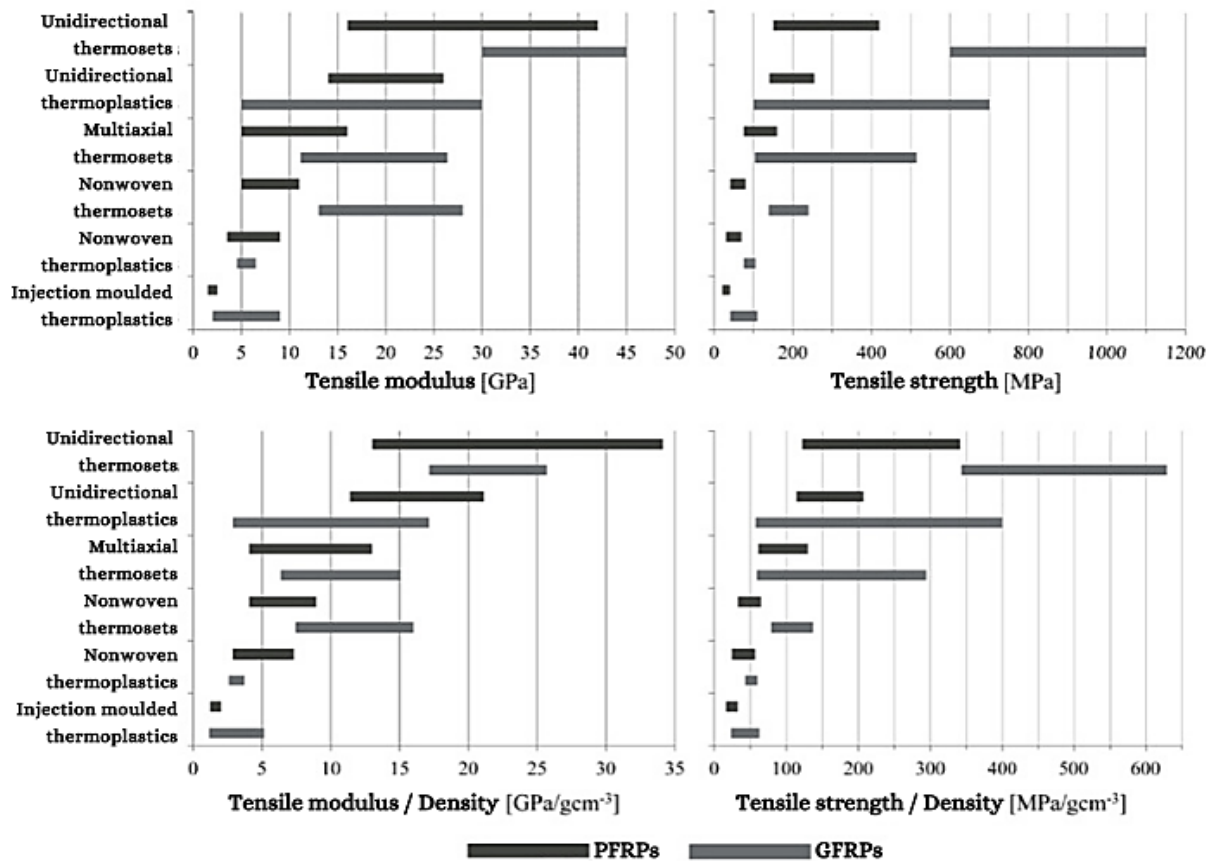 Unidirectional
thermosets
Unidirectional
thermoplastics
Multiaxial
thermosets
Nonwoven
thermosets
Nonwoven
thermoplastics
Injection moulded
thermoplastics
0 5 10 15 20 25 30 35 40 45 50
Tensile modulus [GPa]
0 200 400 600 800 1000 1200
Tensile strength [MPa]
Unidirectional
thermosets
Unidirectional
thermoplastics
Multiaxial
thermosets
Nonwoven
thermosets
Nonwoven
thermoplastics
Injection moulded
thermoplastics
0 5 10 15 20 25 30 35
Tensile modulus / Density [GPa/gcm⁻³]
0 100 200 300 400 500 600
Tensile strength / Density [MPa/gcm⁻³]
PFRPs GFRPs